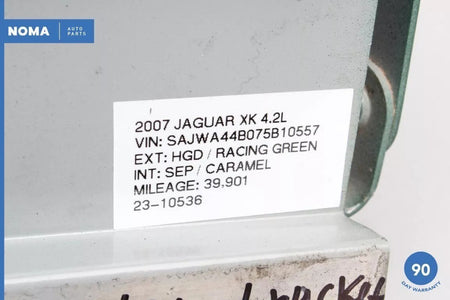 NOMA AUTO PARTS
2007 JAGUAR XK 4.2L
VIN: SAJWA44B075B10557
EXT: HGD / RACING GREEN
INT: SEP / CARAMEL
MILEAGE: 39,901
23-10536
90
DAY WARRANTY